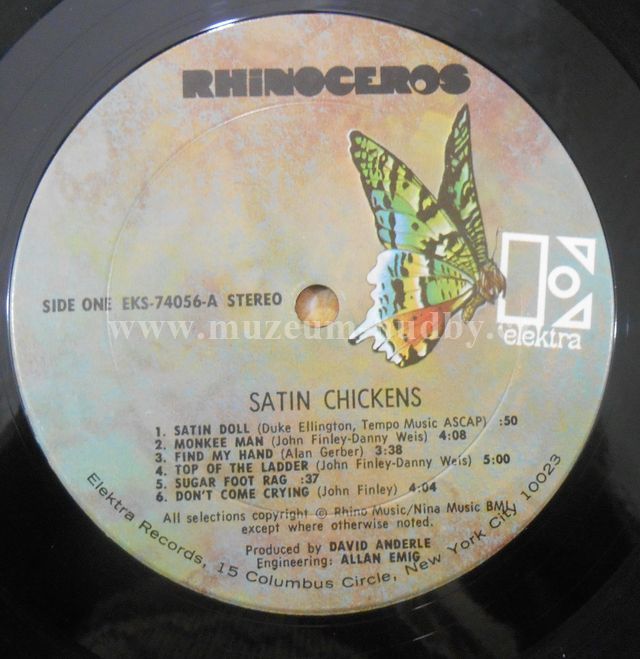 RHINOCEROS
SIDE ONE EKS-74056-A STEREO
elektra
SATIN CHICKENS
1. SATIN DOLL (Duke Ellington, Tempo Music ASCAP) :50
2. MONKEE MAN (John Finley-Danny Weis) 4:08
3. FIND MY HAND (Alan Gerber) 3:38
4. TOP OF THE LADDER (John Finley-Danny Weis) 5:00
5. SUGAR FOOT RAG :37
6. DON'T COME CRYING (John Finley) 4:04
All selections copyright © Rhino Music/Nina Music BMI
except where otherwise noted.
Produced by DAVID ANDERLE
Engineering: ALLAN EMIG
Elektra Records, 15 Columbus Circle, New York City 10023